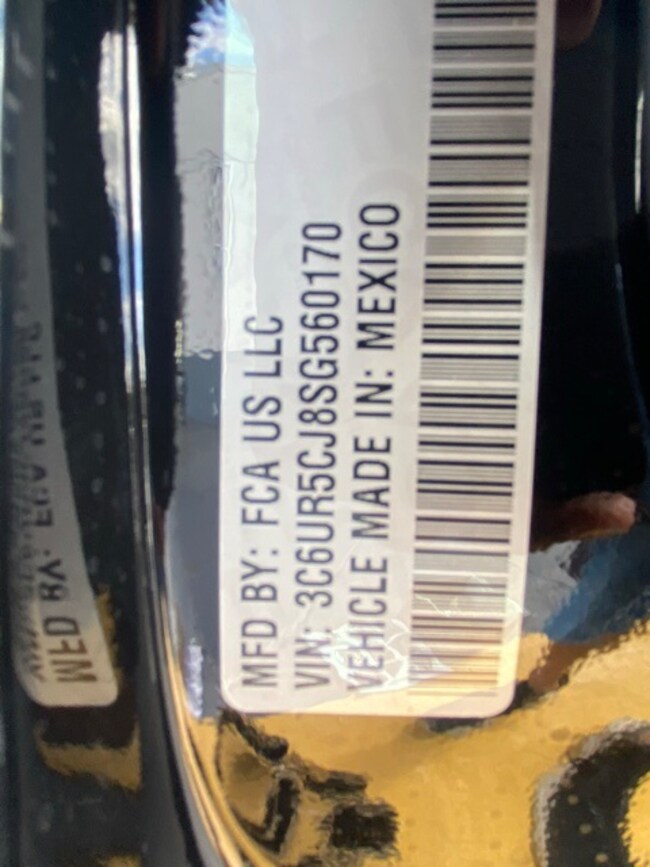 MFD BY: FCA US LLC
VIN: 3C6UR5CJ8SG560170
VEHICLE MADE IN: MEXICO